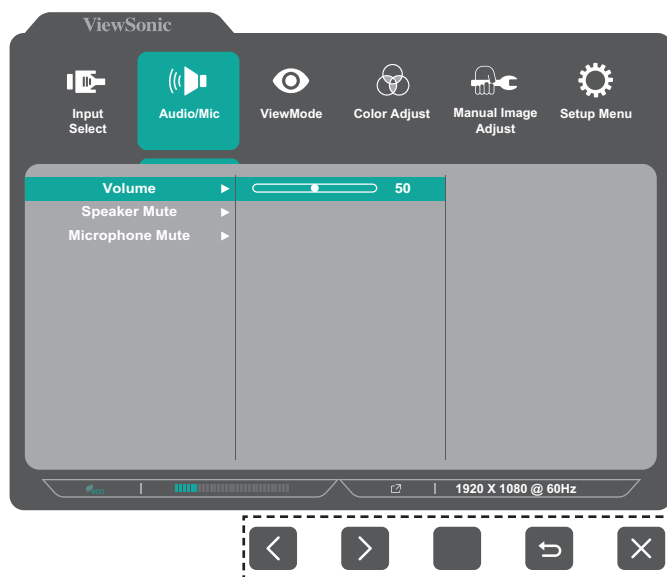 ViewSonic
Input
Select
Audio/Mic
ViewMode
Color Adjust
Manual Image
Adjust
Setup Menu
Volume 50
Speaker Mute
Microphone Mute
eco
1920 X 1080 @ 60Hz